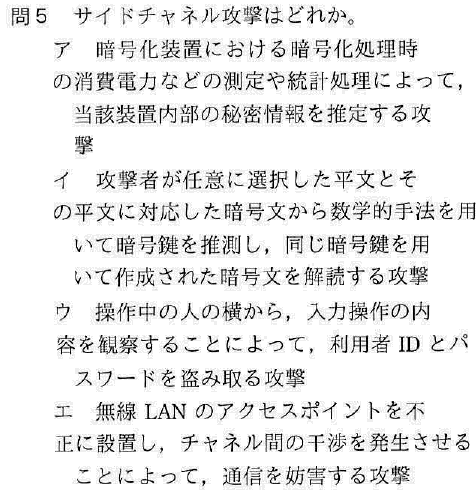 問5　サイドチャネル攻撃はどれか。
ア　暗号化装置における暗号化処理時
の消費電力などの測定や統計処理によって，
当該装置内部の秘密情報を推定する攻
撃
イ　攻撃者が任意に選択した平文とそ
の平文に対応した暗号文から数学的手法を用
いて暗号鍵を推測し，同じ暗号鍵を用
いて作成された暗号文を解読する攻撃
ウ　操作中の人の横から，入力操作の内
容を観察することによって，利用者 ID とパ
スワードを盗み取る攻撃
エ　無線 LAN のアクセスポイントを不
正に設置し，チャネル間の干渉を発生させる
ことによって，通信を妨害する攻撃